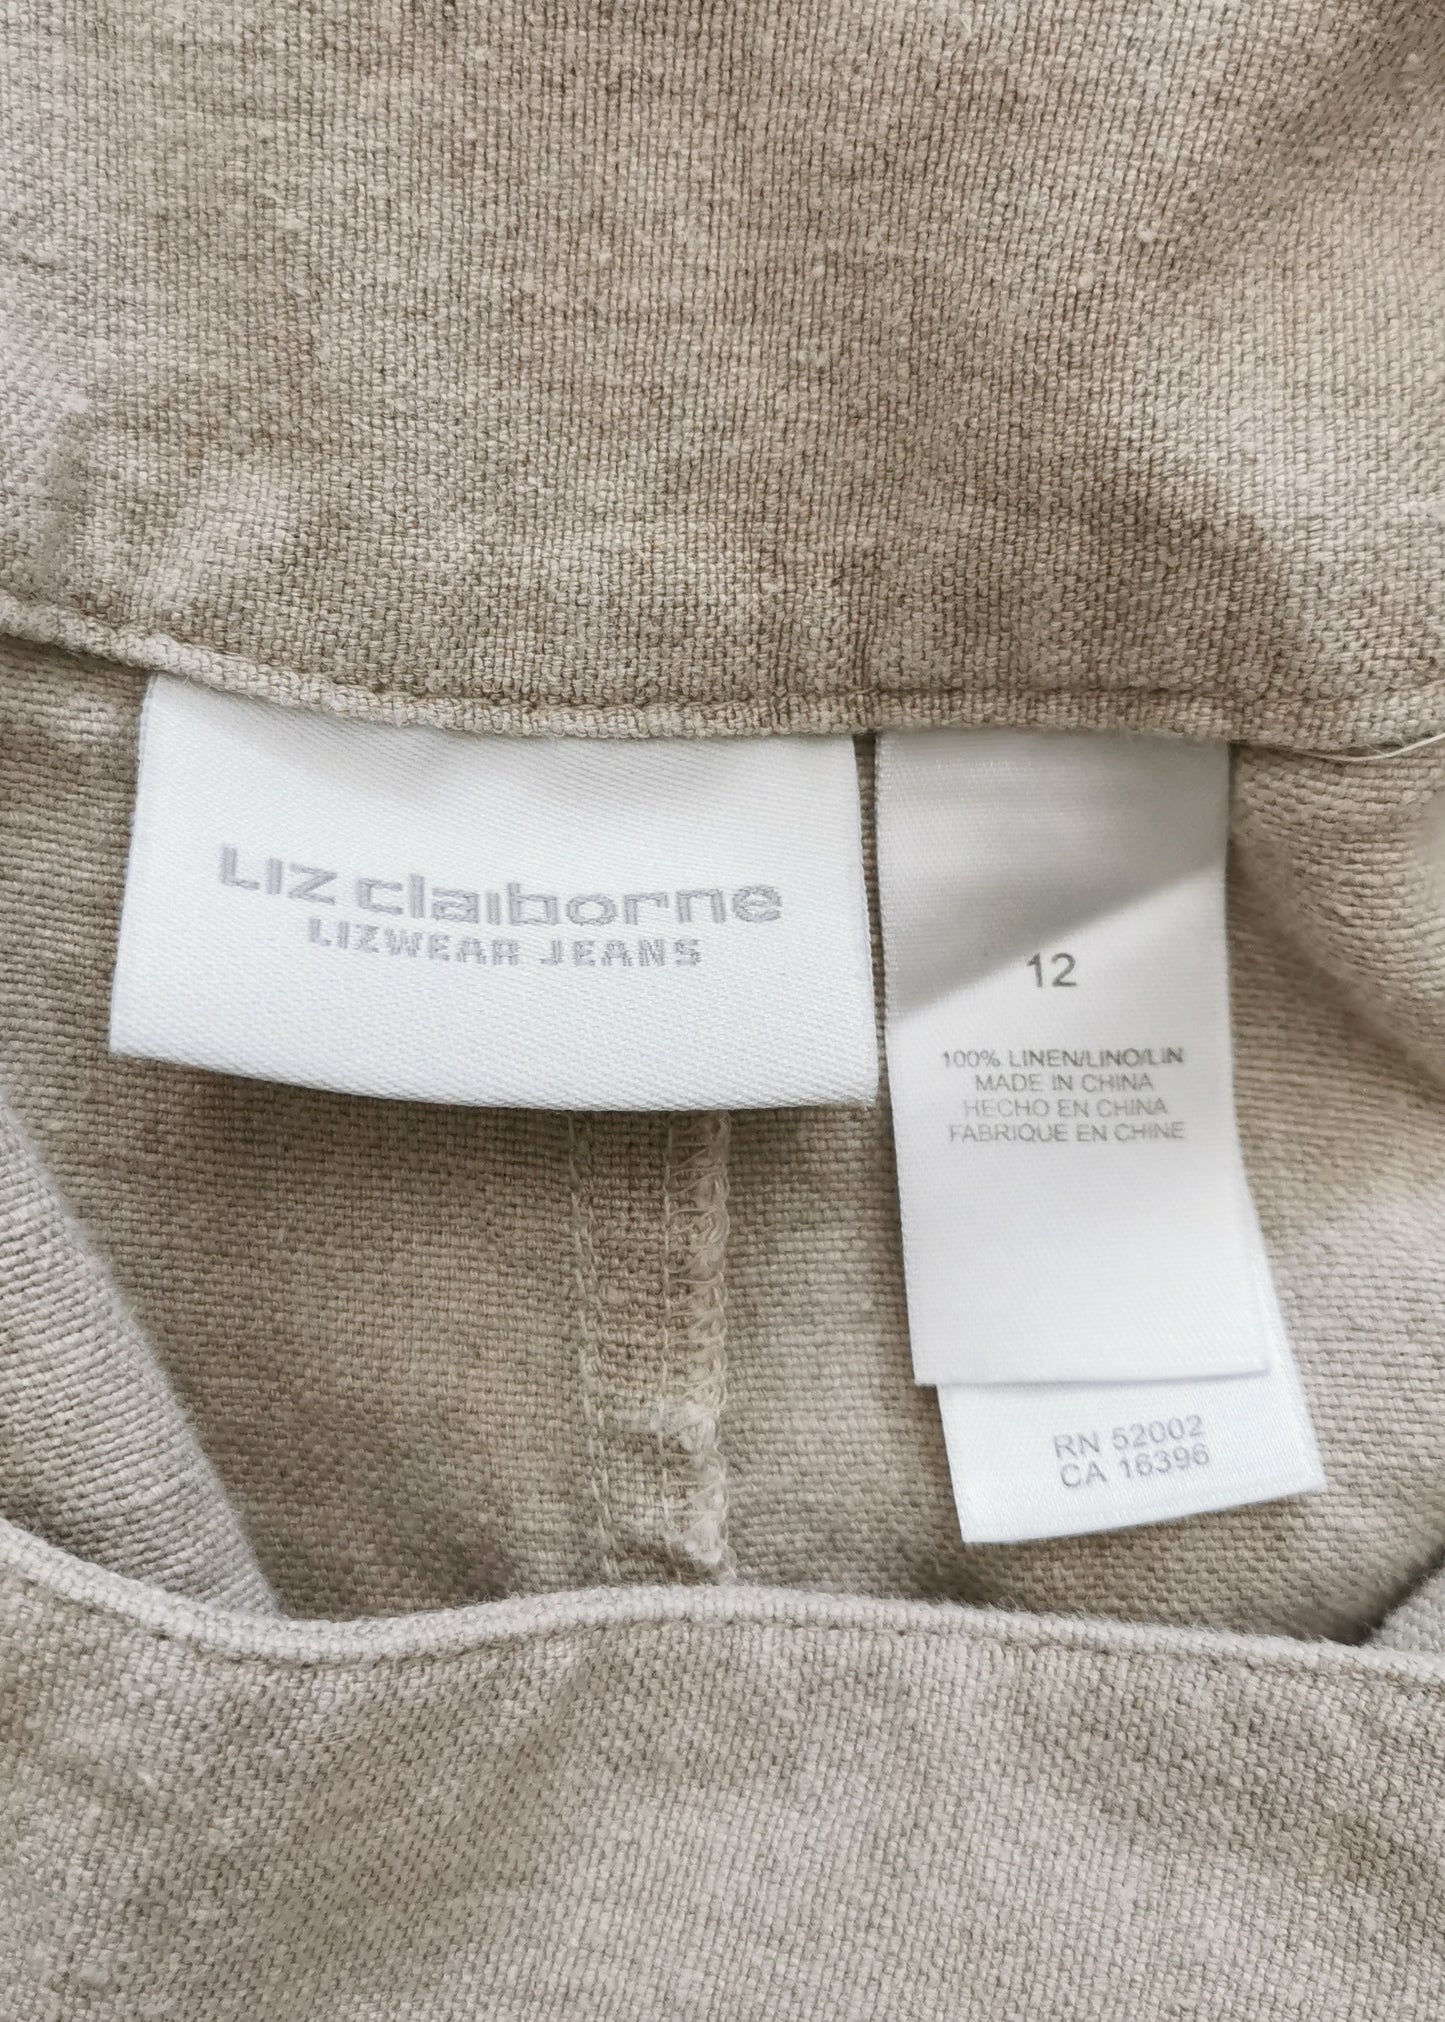 LIZ claiborne
LIZWEAR JEANS
12
100% LINEN/LINO/LIN
MADE IN CHINA
HECHO EN CHINA
FABRIQUE EN CHINE
RN 52002
CA 16396